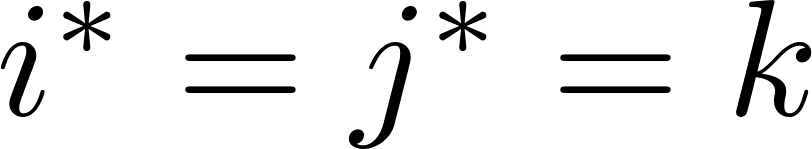 i* = j* = k